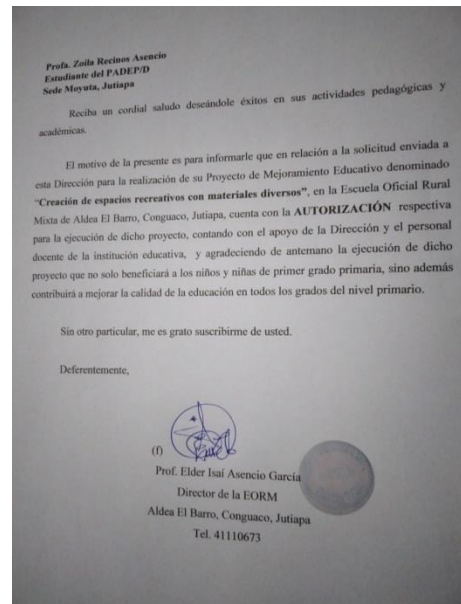 Profa. Zoila Recinos Asencio
Estudiante del PADEP/D
Sede Moyuta, Jutiapa
Reciba un cordial saludo deseándole éxitos en sus actividades pedagógicas y
académicas.
El motivo de la presente es para informarle que en relación a la solicitud enviada a
esta Dirección para la realización de su Proyecto de Mejoramiento Educativo denominado
“Creación de espacios recreativos con materiales diversos”, en la Escuela Oficial Rural
Mixta de Aldea El Barro, Conguaco, Jutiapa, cuenta con la AUTORIZACIÓN respectiva
para la ejecución de dicho proyecto, contando con el apoyo de la Dirección y el personal
docente de la institución educativa, y agradeciendo de antemano la ejecución de dicho
proyecto que no solo beneficiará a los niños y niñas de primer grado primaria, sino además
contribuirá a mejorar la calidad de la educación en todos los grados del nivel primario.
Sin otro particular, me es grato suscribirme de usted.
Deferentemente,
(f)
Prof. Elder Isaí Asencio García
Director de la EORM
Aldea El Barro, Conguaco, Jutiapa
Tel. 41110673